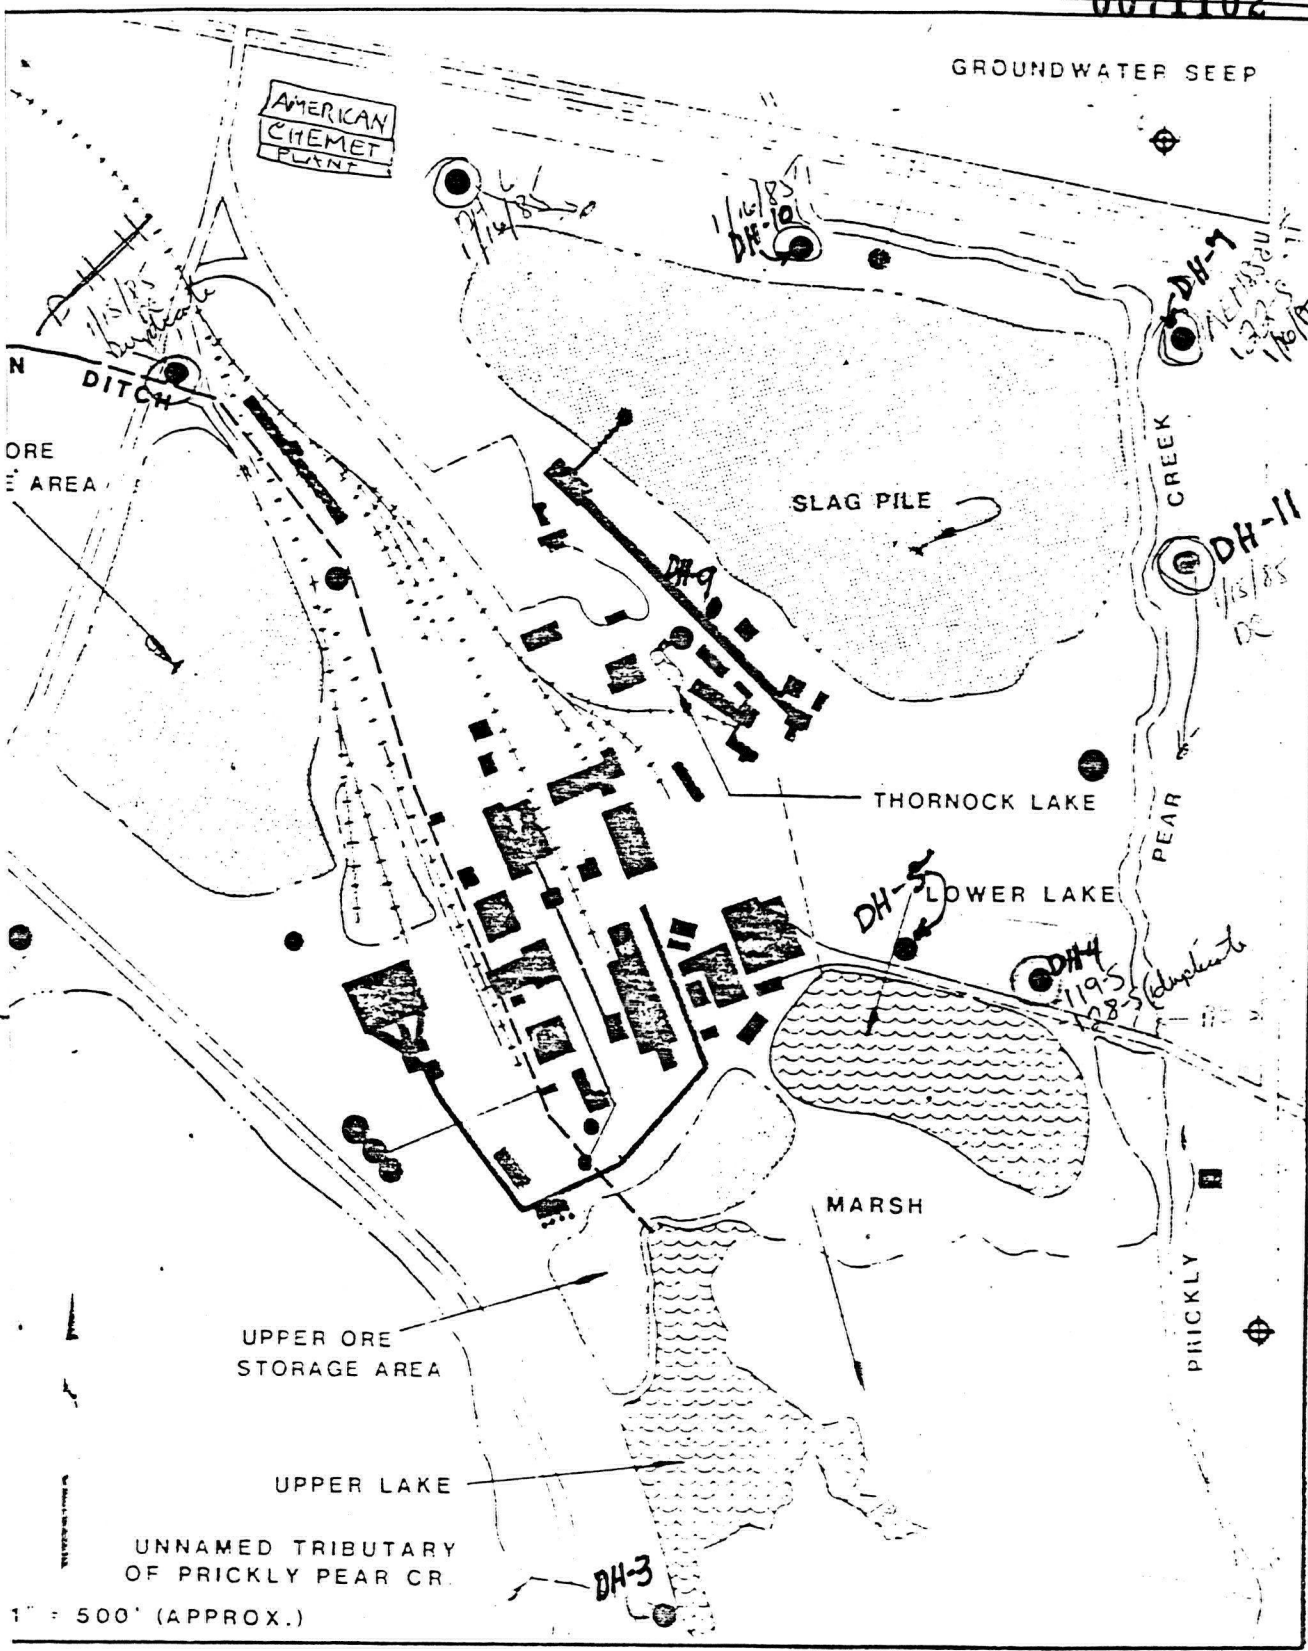 0071102
GROUNDWATER SEEP
AMERICAN
CHEMET
PLANT
1/16/85
DH-10
DH-9
1/15/85
Duplicate
N
DITCH
ORE
E AREA
SLAG PILE
CREEK
DH-11
1/15/85
DC
DH-9
THORNOCK LAKE
PEAR
DH-5
LOWER LAKE
DH4
119-S
128-S (duplicate
MARSH
PRICKLY
UPPER ORE
STORAGE AREA
UPPER LAKE
UNNAMED TRIBUTARY
OF PRICKLY PEAR CR.
DH-3
1" = 500' (APPROX.)